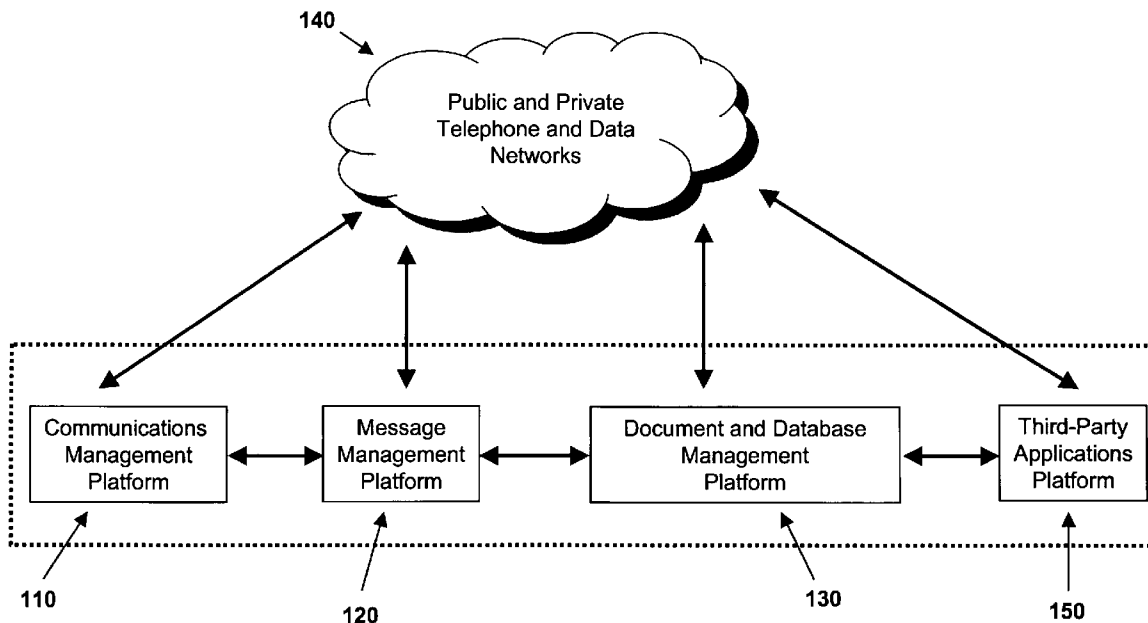 140
Public and Private
Telephone and Data
Networks
Communications
Management
Platform
Message
Management
Platform
Document and Database
Management
Platform
Third-Party
Applications
Platform
110
120
130
150